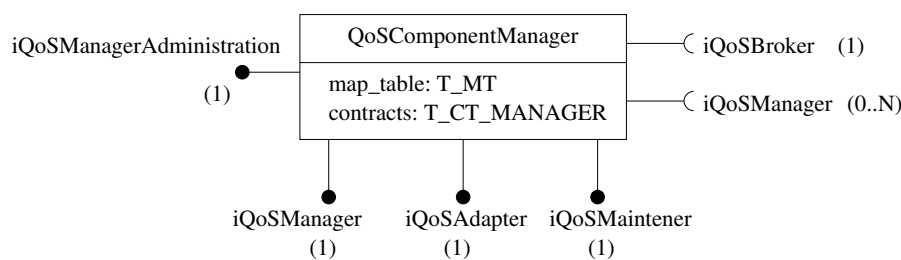 iQoSManagerAdministration
(1)
QoSComponentManager
map_table: T_MT
contracts: T_CT_MANAGER
iQoSBroker (1)
iQoSManager (0..N)
iQoSManager
(1)
iQoSAdapter
(1)
iQoSMaintener
(1)